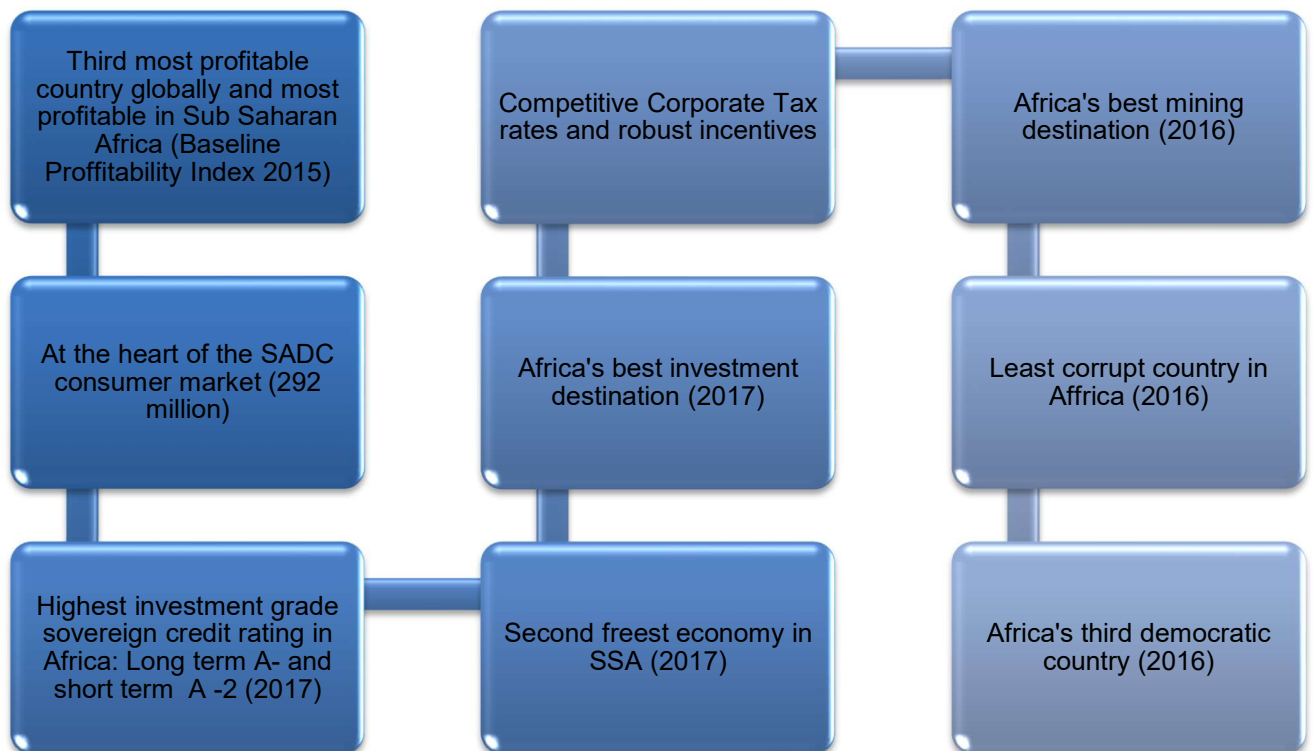 Third most profitable
country globally and most
profitable in Sub Saharan
Africa (Baseline
Proffitability Index 2015)
At the heart of the SADC
consumer market (292
million)
Highest investment grade
sovereign credit rating in
Africa: Long term A- and
short term  A -2 (2017)
Second freest economy in
SSA (2017)
Africa's best investment
destination (2017)
Competitive Corporate Tax
rates and robust incentives
Africa's best mining
destination (2016)
Least corrupt country in
Affrica (2016)
Africa's third democratic
country (2016)